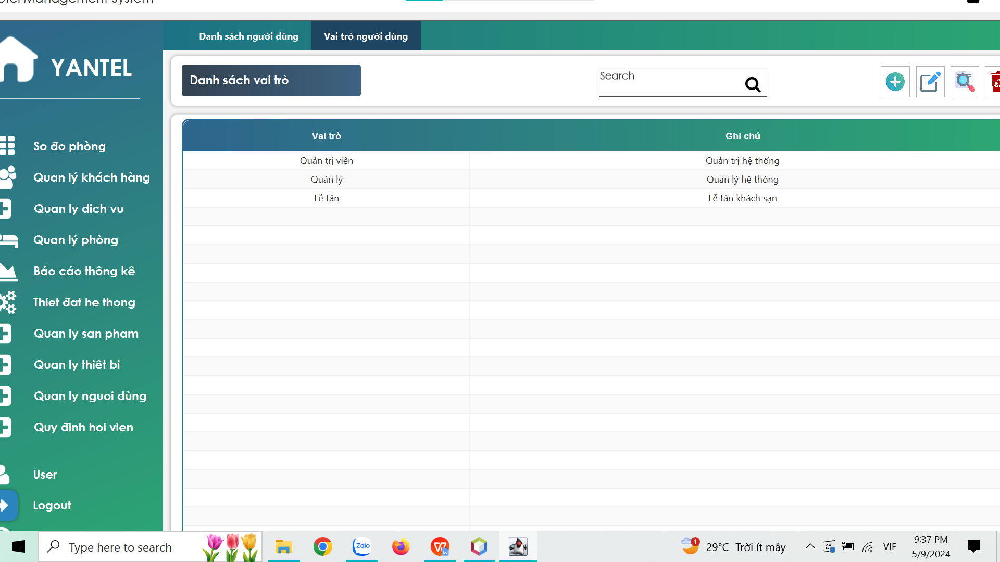 Management System
Danh sách người dùng
Vai trò người dùng
YANTEL
Danh sách vai trò
Search
Vai trò
Ghi chú
Quản trị viên
Quản trị hệ thống
Quản lý
Quản lý hệ thống
Lễ tân
Lễ tân khách sạn
So đo phòng
Quan lý khách hàng
Quan ly dich vu
Quan lý phòng
Báo cáo thông kê
Thiet đat he thong
Quan ly san pham
Quan ly thiêt bi
Quan ly nguoi dùng
Quy đinh hoi vien
User
Logout
Type here to search
Zalo
W
1
29°C Trời ít mây
VIE
9:37 PM
5/9/2024